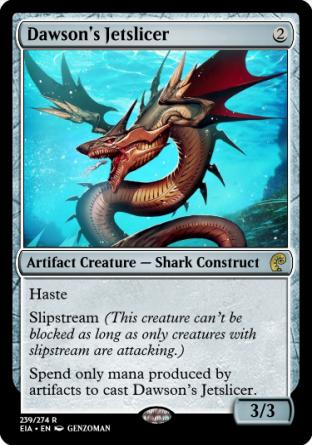 Dawson's Jetslicer 2
Artifact Creature — Shark Construct
Haste
Slipstream (This creature can't be
blocked as long as only creatures with
slipstream are attacking.)
Spend only mana produced by
artifacts to cast Dawson's Jetslicer.
3/3
239/274 R
EIA • EN GENZOMAN